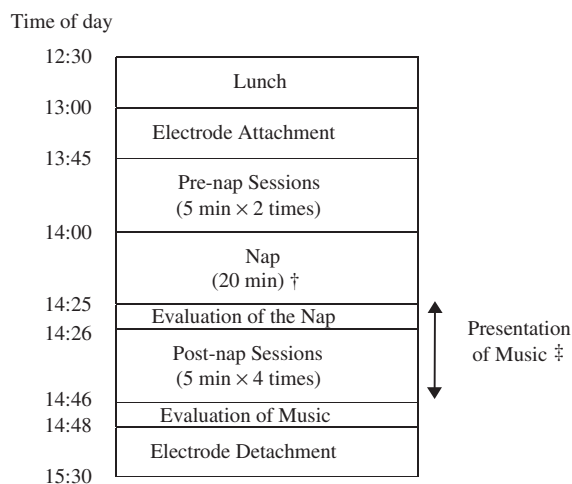 Time of day
12:30
Lunch
13:00
Electrode Attachment
13:45
Pre-nap Sessions
(5 min × 2 times)
14:00
Nap
(20 min) †
14:25
Evaluation of the Nap
14:26
Post-nap Sessions
(5 min × 4 times)
Presentation
of Music ‡
14:46
Evaluation of Music
14:48
Electrode Detachment
15:30